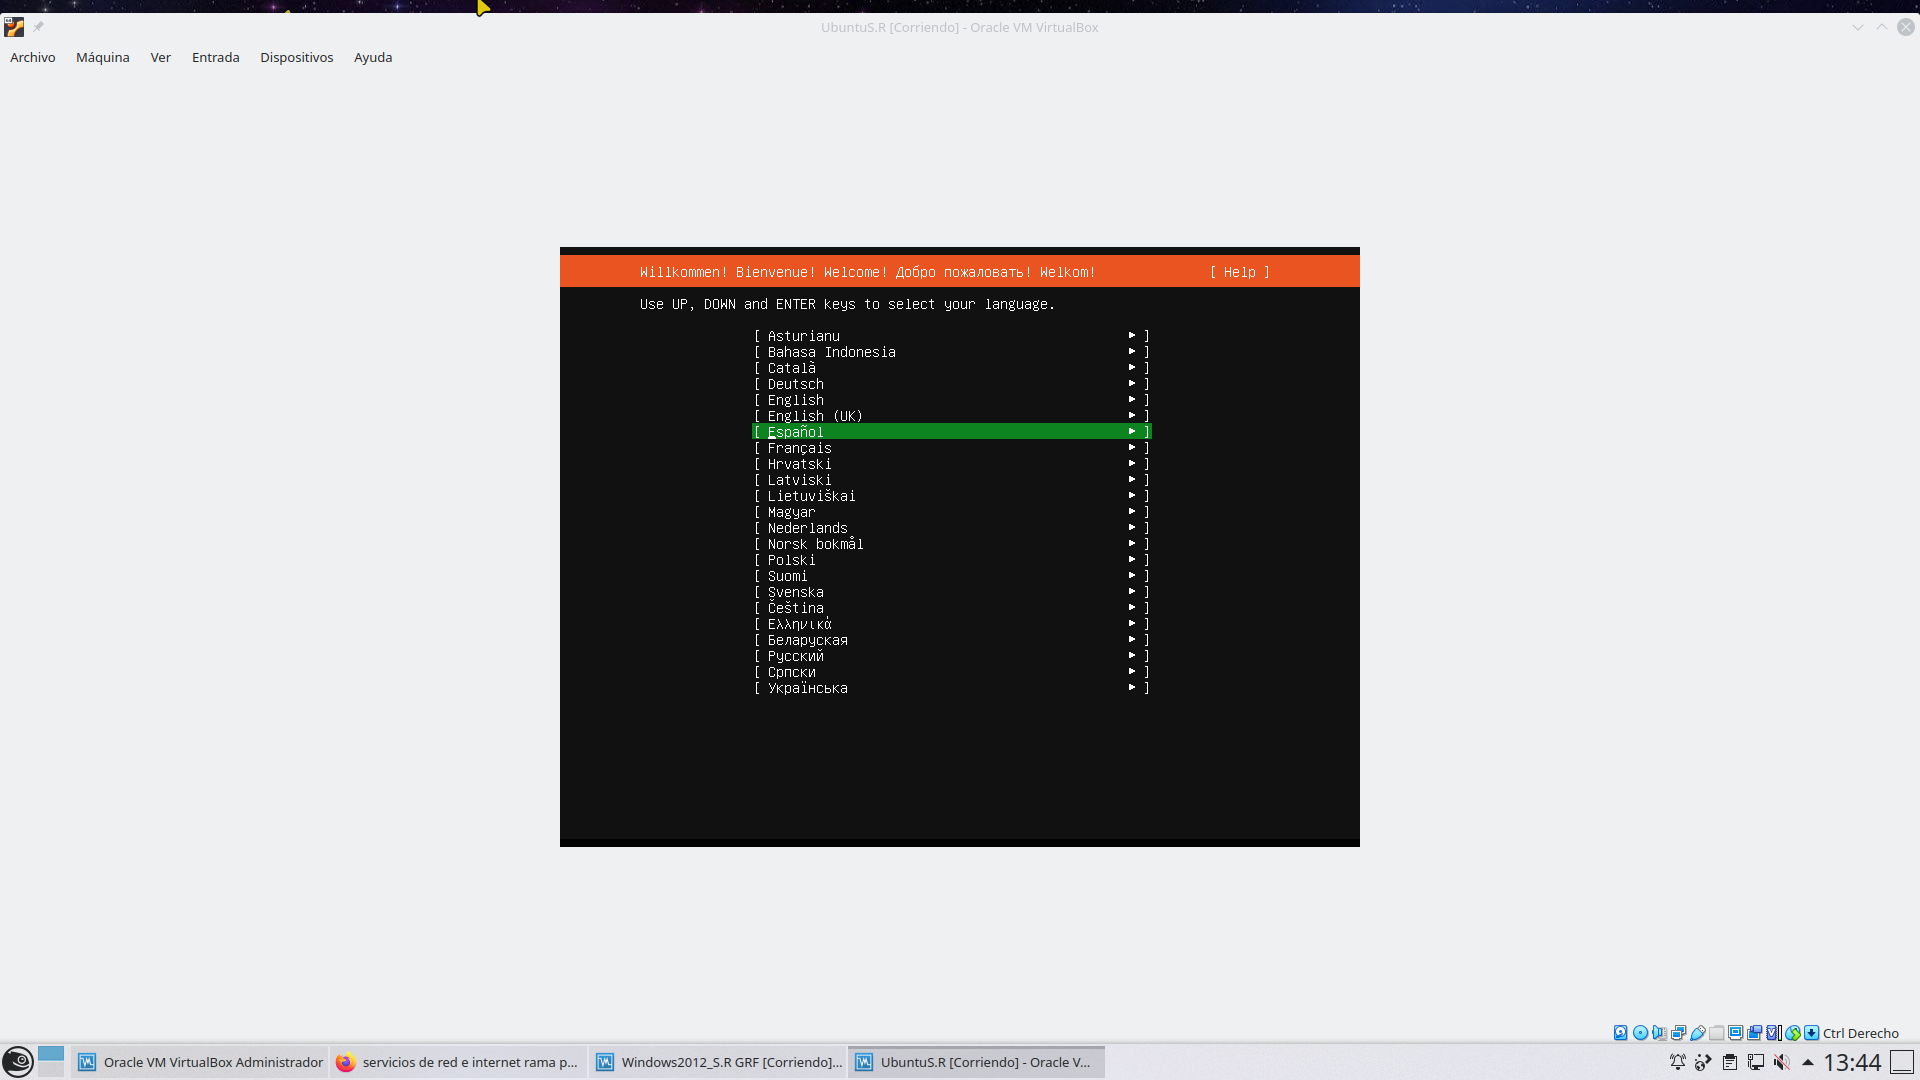 UbuntuS.R [Corriendo] - Oracle VM VirtualBox
Archivo Máquina Ver Entrada Dispositivos Ayuda
Willkommen! Bienvenue! Welcome! Добро пожаловать! Welkom! [ Help ]
Use UP, DOWN and ENTER keys to select your language.
[ Asturianu ► ]
[ Bahasa Indonesia ► ]
[ Català ► ]
[ Deutsch ► ]
[ English ► ]
[ English (UK) ► ]
[ Español ► ]
[ Français ► ]
[ Hrvatski ► ]
[ Latviski ► ]
[ Lietuviškai ► ]
[ Magyar ► ]
[ Nederlands ► ]
[ Norsk bokmål ► ]
[ Polski ► ]
[ Suomi ► ]
[ Svenska ► ]
[ Čeština ► ]
[ Ελληνικά ► ]
[ Беларуская ► ]
[ Русский ► ]
[ Српски ► ]
[ Українська ► ]
Ctrl Derecho
Oracle VM VirtualBox Administrador servicios de red e internet rama p... Windows2012_S.R GRF [Corriendo]... UbuntuS.R [Corriendo] - Oracle V... 13:44